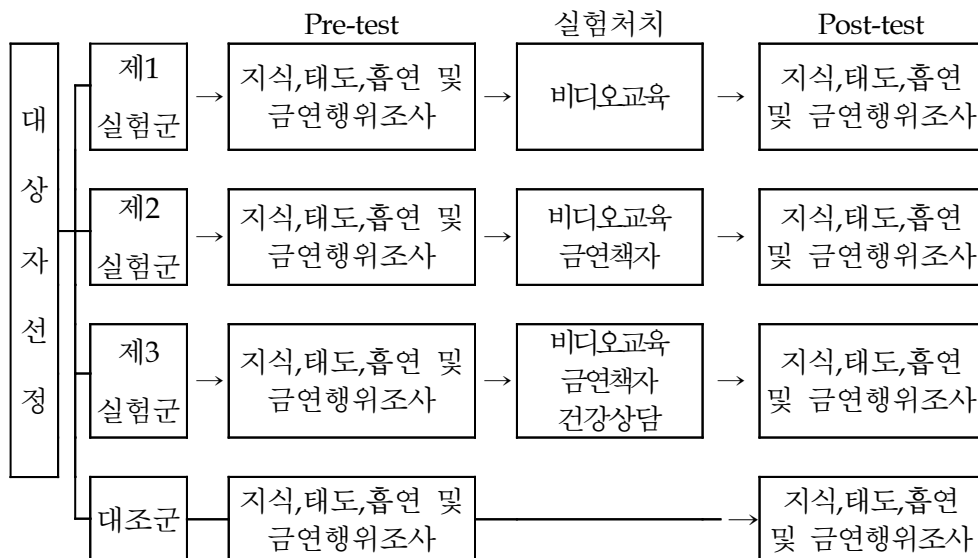 Pre-test 실험처치 Post-test
대
상
자
선
정
제1
실험군
→
지식,태도,흡연 및
금연행위조사
→
비디오교육
→
지식,태도,흡연
및 금연행위조사
제2
실험군
→
지식,태도,흡연 및
금연행위조사
→
비디오교육
금연책자
→
지식,태도,흡연
및 금연행위조사
제3
실험군
→
지식,태도,흡연 및
금연행위조사
→
비디오교육
금연책자
건강상담
→
지식,태도,흡연
및 금연행위조사
대조군
지식,태도,흡연 및
금연행위조사
→
지식,태도,흡연
및 금연행위조사